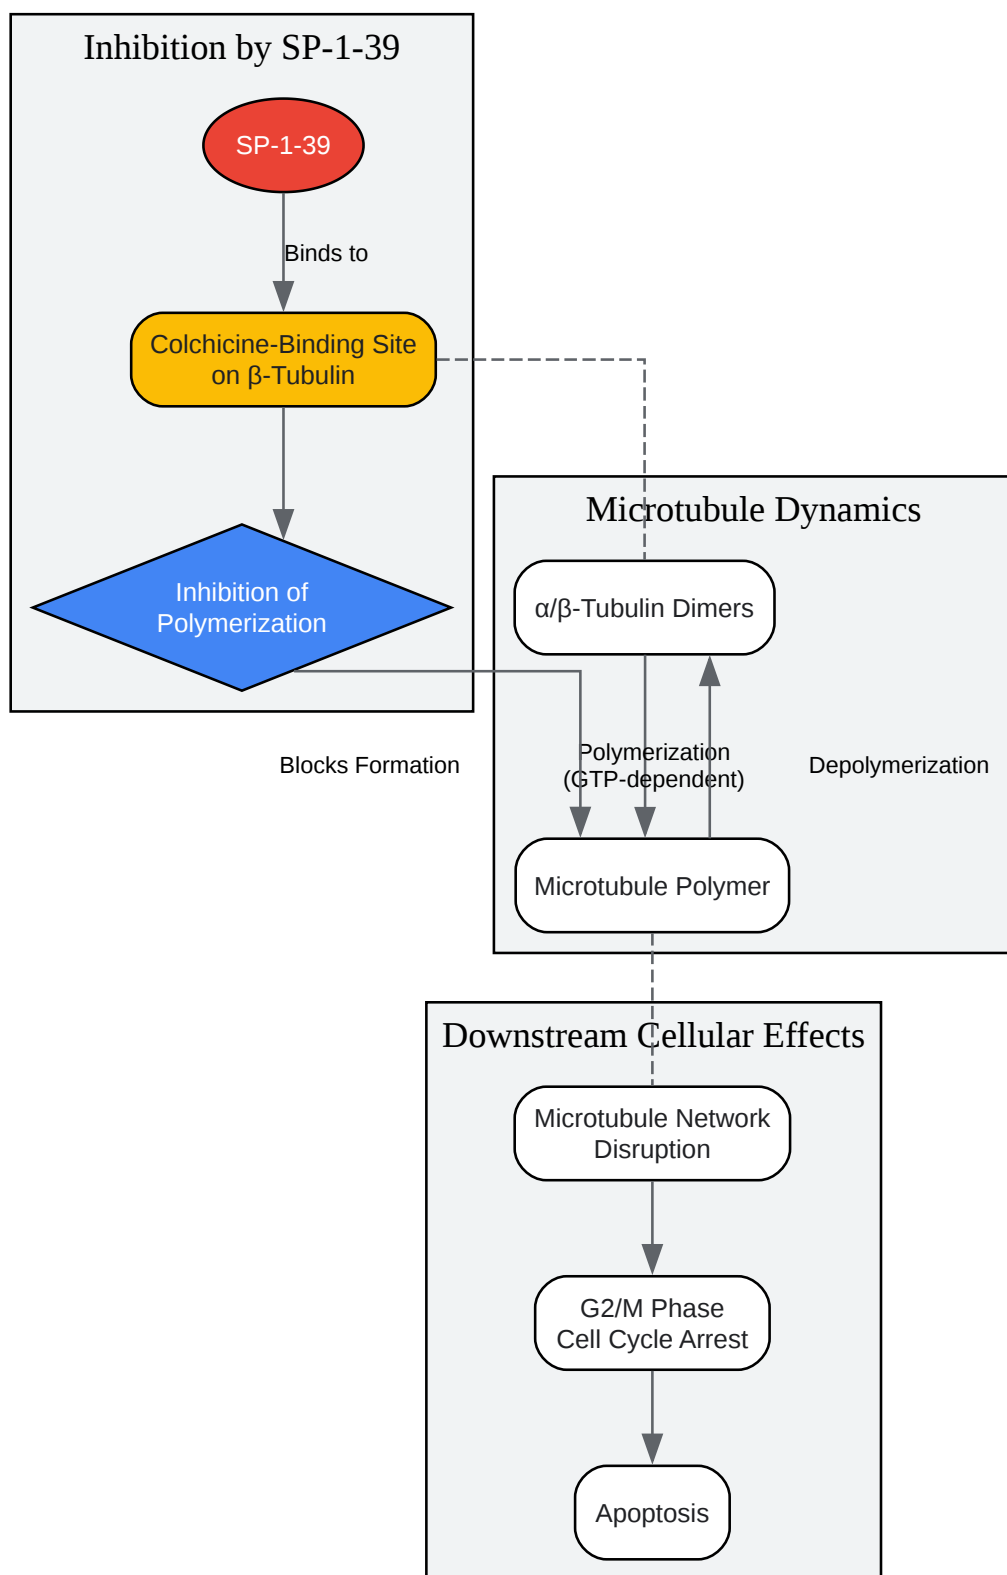 Inhibition by SP-1-39
SP-1-39
Binds to
Colchicine-Binding Site
on β-Tubulin
Inhibition of
Polymerization
Blocks Formation
Microtubule Dynamics
α/β-Tubulin Dimers
Polymerization
(GTP-dependent)
Depolymerization
Microtubule Polymer
Downstream Cellular Effects
Microtubule Network
Disruption
G2/M Phase
Cell Cycle Arrest
Apoptosis